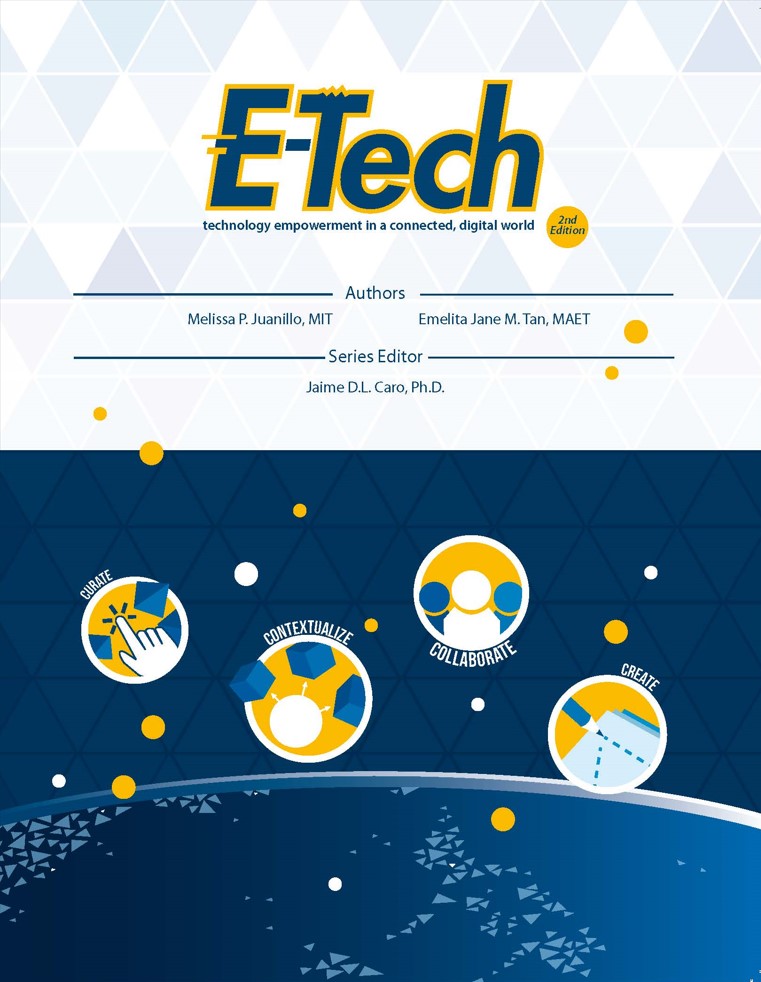 E-Tech
technology empowerment in a connected, digital world
2nd
Edition
Authors
Melissa P. Juanillo, MIT
Emelita Jane M. Tan, MAET
Series Editor
Jaime D.L. Caro, Ph.D.
CURATE
CONTEXTUALIZE
COLLABORATE
CREATE